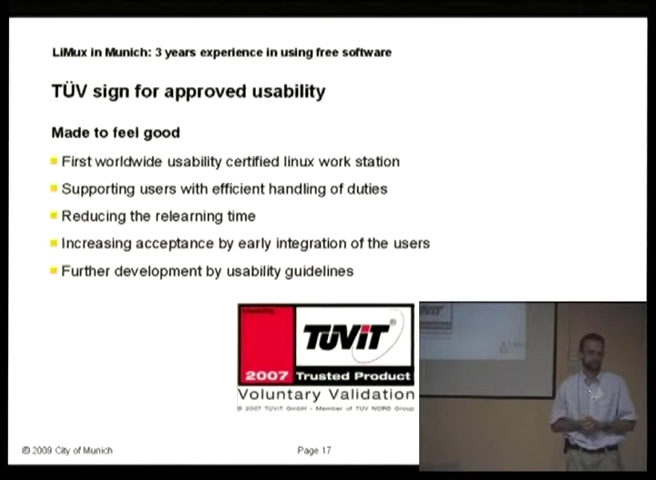 LiMux in Munich: 3 years experience in using free software
TÜV sign for approved usability
Made to feel good
First worldwide usability certified linux work station
Supporting users with efficient handling of duties
Reducing the relearning time
Increasing acceptance by early integration of the users
Further development by usability guidelines
TÜViT®
2007 Trusted Product
Voluntary Validation
© 2007 TÜViT GmbH - Member of TÜV NORD Group
© 2009 City of Munich
Page 17